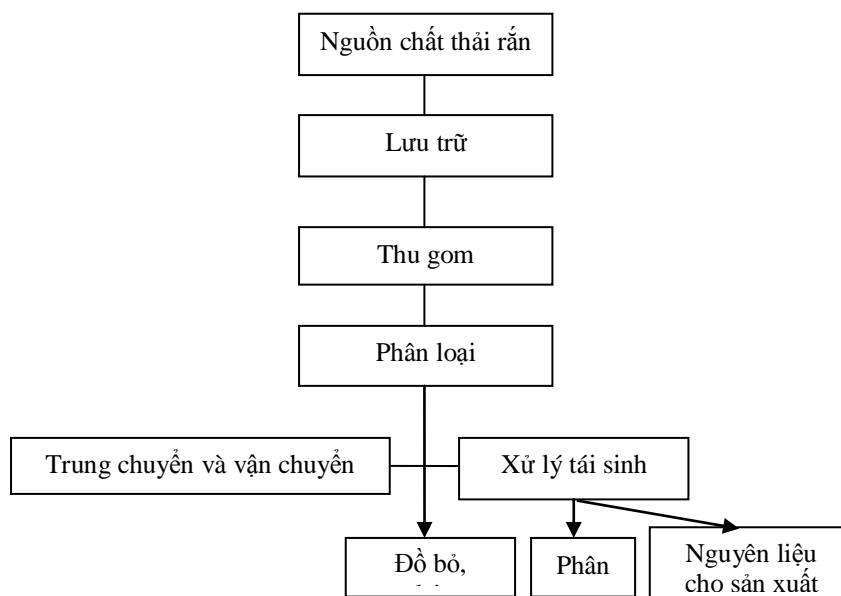 Nguồn chất thải rắn
Lưu trữ
Thu gom
Phân loại
Trung chuyển và vận chuyển
Xử lý tái sinh
Đồ bỏ,
Phân
Nguyên liệu
cho sản xuất